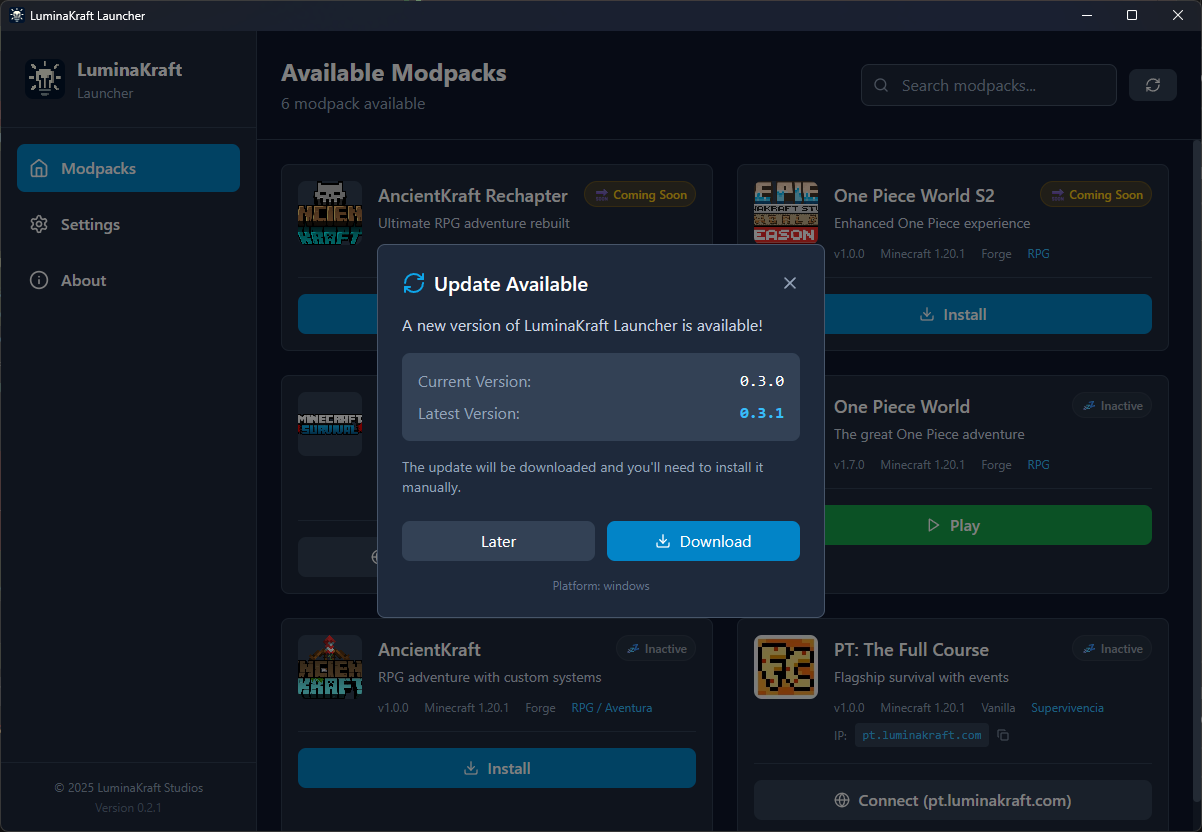 LuminaKraft Launcher
LuminaKraft
Launcher
Modpacks
Settings
About
© 2025 LuminaKraft Studios
Version 0.2.1
Available Modpacks
6 modpack available
Search modpacks...
AncientKraft Rechapter
Coming Soon
Ultimate RPG adventure rebuilt
One Piece World S2
Coming Soon
Enhanced One Piece experience
v1.0.0 Minecraft 1.20.1 Forge RPG
Install
Update Available
A new version of LuminaKraft Launcher is available!
Current Version: 0.3.0
Latest Version: 0.3.1
The update will be downloaded and you'll need to install it
manually.
Later
Download
Platform: windows
MINECRAFT
SURVIVAL
One Piece World
Inactive
The great One Piece adventure
v1.7.0 Minecraft 1.20.1 Forge RPG
Play
AncientKraft
Inactive
RPG adventure with custom systems
v1.0.0 Minecraft 1.20.1 Forge RPG / Aventura
Install
PT: The Full Course
Inactive
Flagship survival with events
v1.0.0 Minecraft 1.20.1 Vanilla Supervivencia
IP: pt.luminakraft.com
Connect (pt.luminakraft.com)